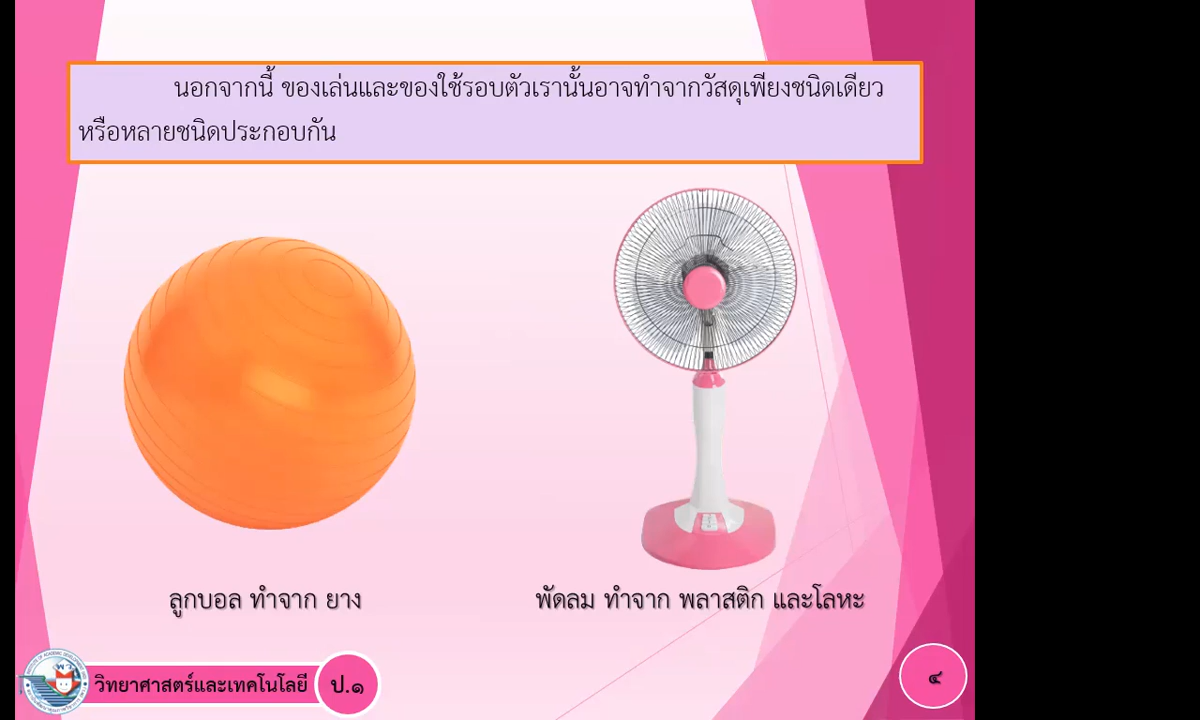 นอกจากนี้ ของเล่นและของใช้รอบตัวเรานั้นอาจทำจากวัสดุเพียงชนิดเดียว
หรือหลายชนิดประกอบกัน
ลูกบอล ทำจาก ยาง
พัดลม ทำจาก พลาสติก และโลหะ
พว
วิทยาศาสตร์และเทคโนโลยี
ป.๑
๔